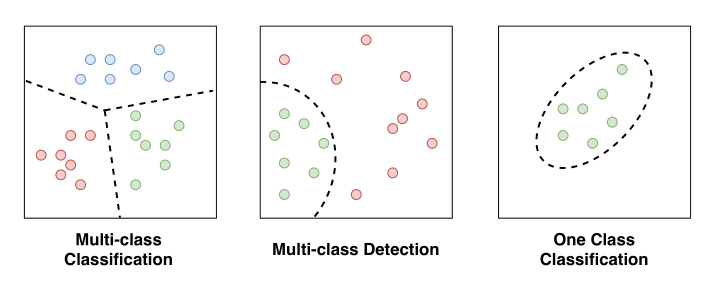 Multi-class
Classification
Multi-class Detection
One Class
Classification